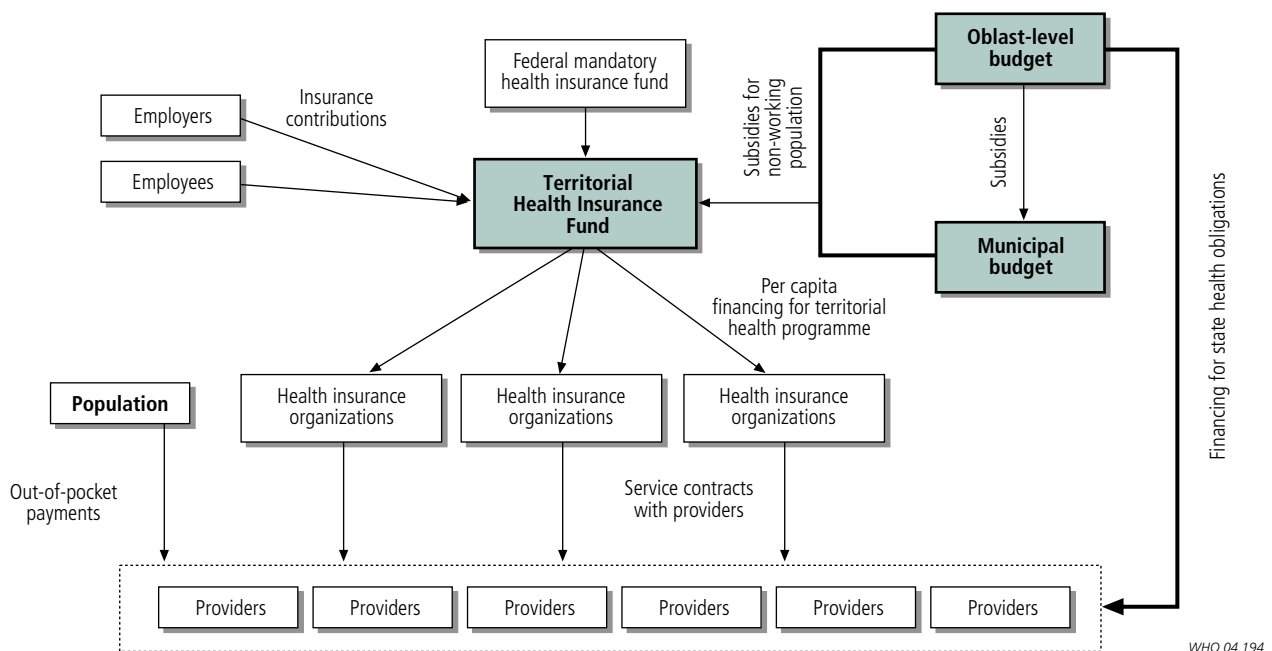 Oblast-level
budget
Federal mandatory
health insurance fund
Employers
Insurance
contributions
Subsidies for
non-working
population
Subsidies
Employees
Territorial
Health Insurance
Fund
Municipal
budget
Financing for state health obligations
Per capita
financing for territorial
health programme
Population
Health insurance
organizations
Health insurance
organizations
Health insurance
organizations
Out-of-pocket
payments
Service contracts
with providers
Providers
Providers
Providers
Providers
Providers
Providers
WHO 04.194